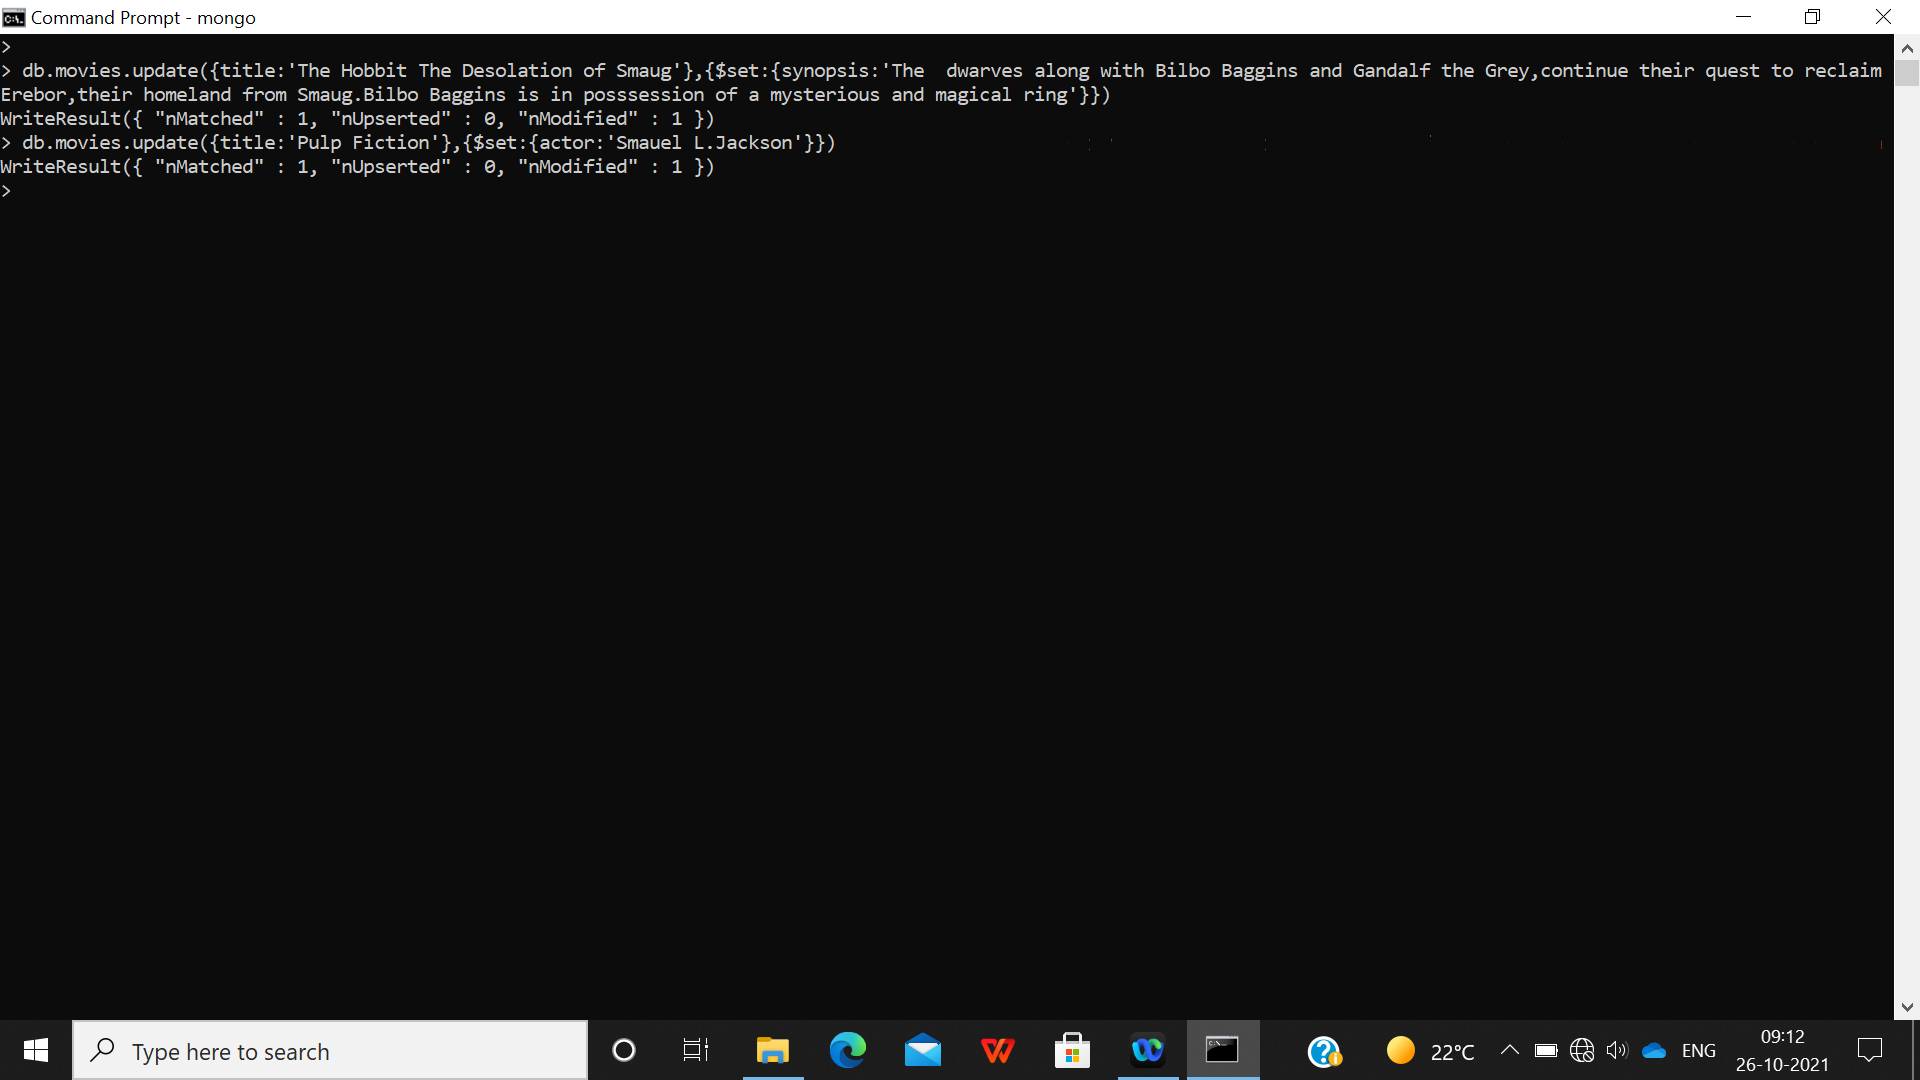 Command Prompt - mongo
>
> db.movies.update({title:'The Hobbit The Desolation of Smaug'},{$set:{synopsis:'The  dwarves along with Bilbo Baggins and Gandalf the Grey,continue their quest to reclaim
Erebor,their homeland from Smaug.Bilbo Baggins is in posssession of a mysterious and magical ring'}})
WriteResult({ "nMatched" : 1, "nUpserted" : 0, "nModified" : 1 })
> db.movies.update({title:'Pulp Fiction'},{$set:{actor:'Smauel L.Jackson'}})
WriteResult({ "nMatched" : 1, "nUpserted" : 0, "nModified" : 1 })
>
Type here to search
22°C
ENG
09:12
26-10-2021